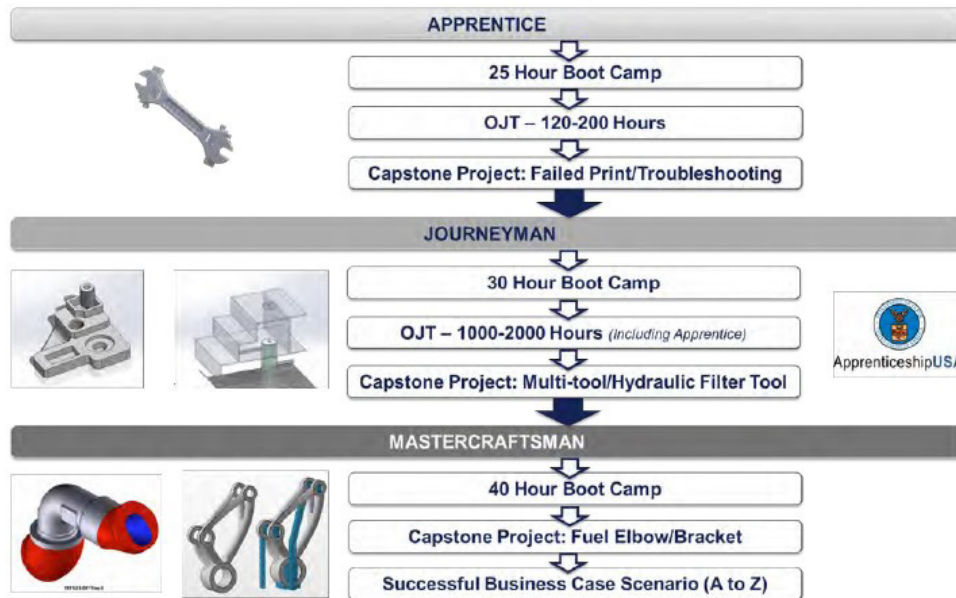 APPRENTICE
25 Hour Boot Camp
OJT – 120-200 Hours
Capstone Project: Failed Print/Troubleshooting
JOURNEYMAN
30 Hour Boot Camp
OJT – 1000-2000 Hours (Including Apprentice)
Capstone Project: Multi-tool/Hydraulic Filter Tool
ApprenticeshipUSA
MASTERCRAFTSMAN
40 Hour Boot Camp
Capstone Project: Fuel Elbow/Bracket
Successful Business Case Scenario (A to Z)